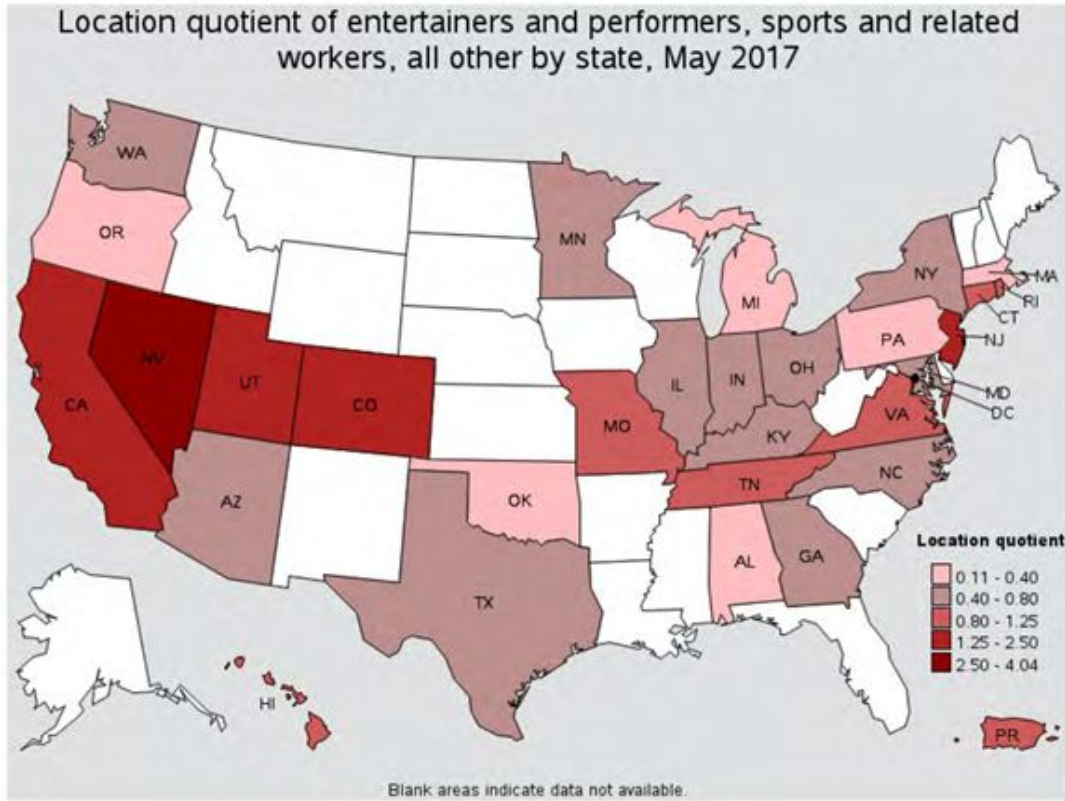 Location quotient of entertainers and performers, sports and related
workers, all other by state, May 2017
WA
OR
MN
NY
MA
MI
RI
CT
PA
NJ
NV
UT
CO
CA
IL
IN
OH
MD
DC
MO
KY
VA
AZ
OK
TN
NC
TX
AL
GA
Location quotient
0.11 - 0.40
0.40 - 0.80
0.80 - 1.25
1.25 - 2.50
2.50 - 4.04
HI
PR
Blank areas indicate data not available.